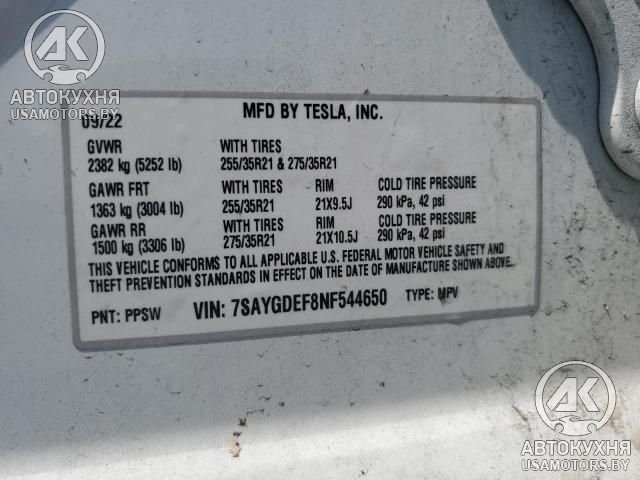 АВТОКУХНЯ
USAMOTORS.BY
09/22
MFD BY TESLA, INC.
GVWR WITH TIRES
2382 kg (5252 lb) 255/35R21 & 275/35R21
GAWR FRT WITH TIRES RIM COLD TIRE PRESSURE
1363 kg (3004 lb) 255/35R21 21X9.5J 290 kPa, 42 psi
GAWR RR WITH TIRES RIM COLD TIRE PRESSURE
1500 kg (3306 lb) 275/35R21 21X10.5J 290 kPa, 42 psi
THIS VEHICLE CONFORMS TO ALL APPLICABLE U.S. FEDERAL MOTOR VEHICLE SAFETY AND
THEFT PREVENTION STANDARDS IN EFFECT ON THE DATE OF MANUFACTURE SHOWN ABOVE.
PNT: PPSW VIN: 7SAYGDEF8NF544650 TYPE: MPV
АК
АВТОКУХНЯ
USAMOTORS.BY